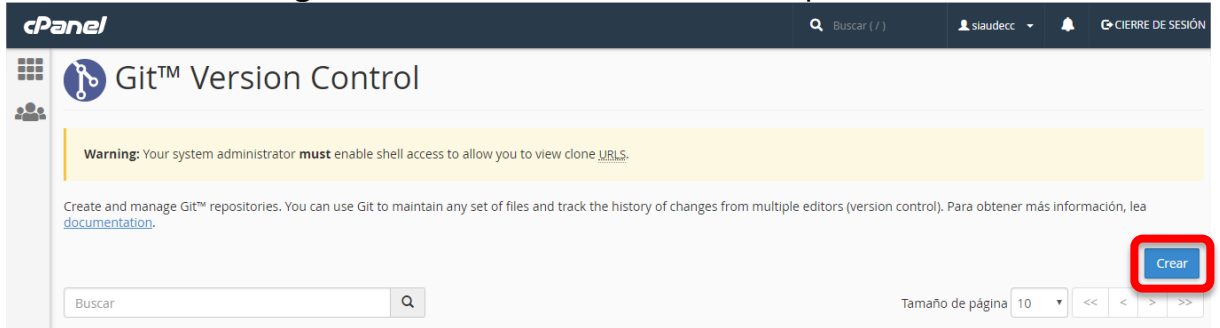 cPanel
Buscar ( / )
siaudecc
CIERRE DE SESIÓN
Git™ Version Control
Warning: Your system administrator must enable shell access to allow you to view clone URLS.
Create and manage Git™ repositories. You can use Git to maintain any set of files and track the history of changes from multiple editors (version control). Para obtener más información, lea
documentation.
Crear
Buscar
Tamaño de página 10 << < > >>